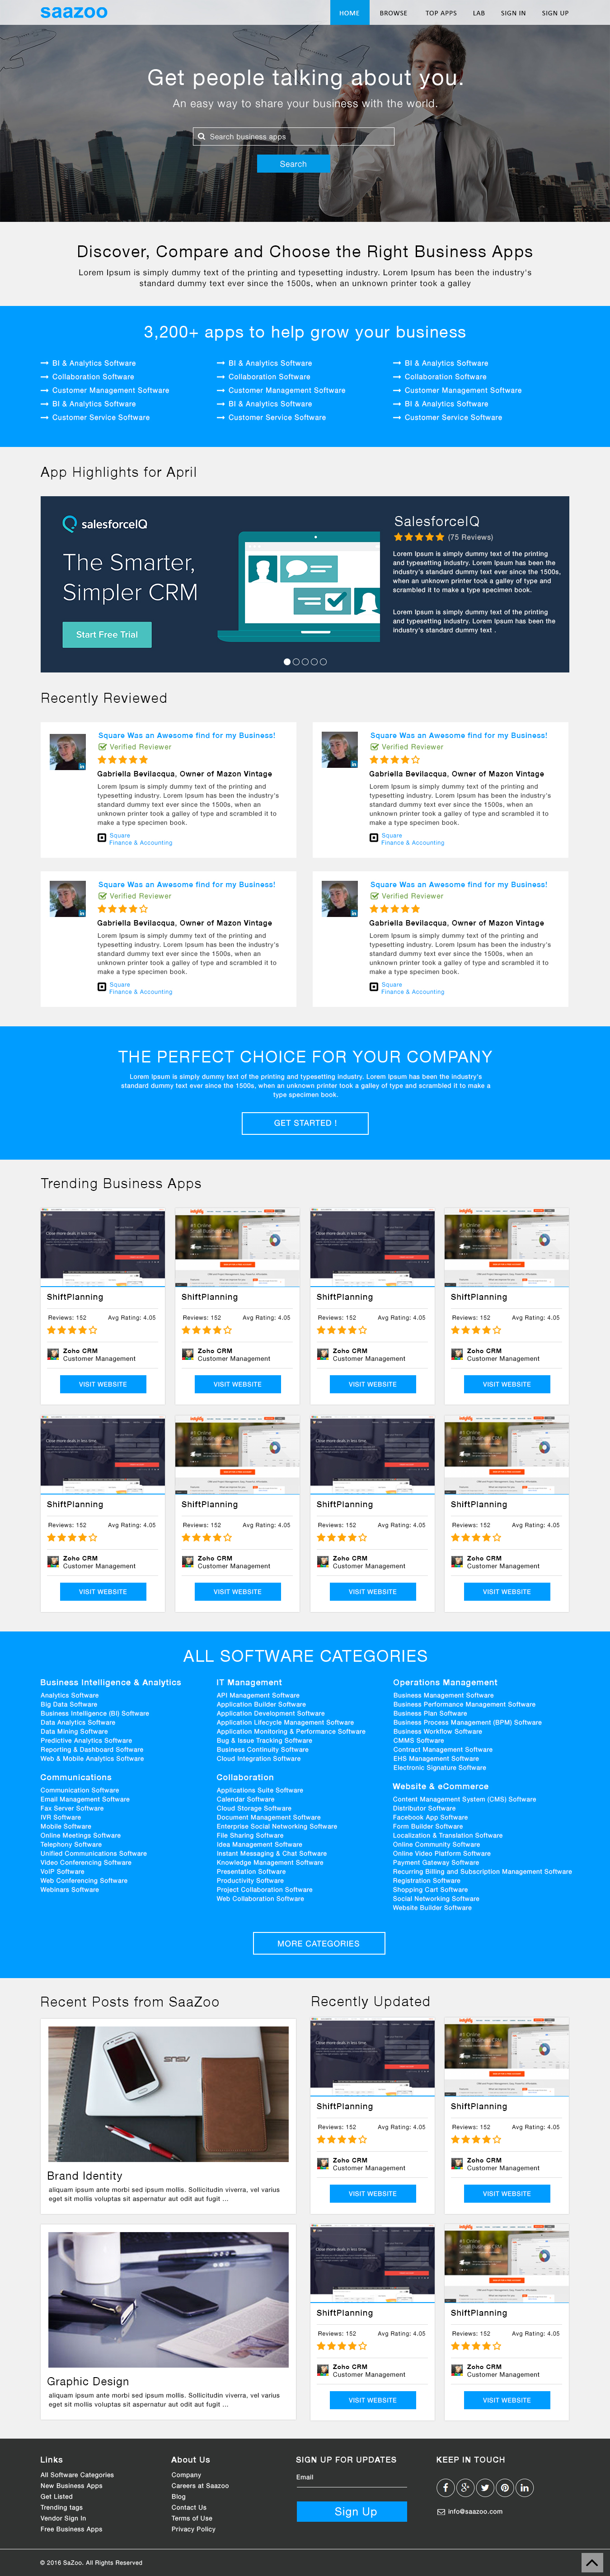 saazoo
HOME BROWSE TOP APPS LAB SIGN IN SIGN UP
Get people talking about you.
An easy way to share your business with the world.
Search business apps
Search
Discover, Compare and Choose the Right Business Apps
Lorem Ipsum is simply dummy text of the printing and typesetting industry. Lorem Ipsum has been the industry's
standard dummy text ever since the 1500s, when an unknown printer took a galley
3,200+ apps to help grow your business
BI & Analytics Software BI & Analytics Software BI & Analytics Software
Collaboration Software Collaboration Software Collaboration Software
Customer Management Software Customer Management Software Customer Management Software
BI & Analytics Software BI & Analytics Software BI & Analytics Software
Customer Service Software Customer Service Software Customer Service Software
App Highlights for April
salesforceIQ
The Smarter,
Simpler CRM
Start Free Trial
SalesforceIQ
(75 Reviews)
Lorem Ipsum is simply dummy text of the printing
and typesetting industry. Lorem Ipsum has been the
industry's standard dummy text ever since the 1500s,
when an unknown printer took a galley of type and
scrambled it to make a type specimen book.
Lorem Ipsum is simply dummy text of the printing
and typesetting industry. Lorem Ipsum has been the
industry's standard dummy text .
Recently Reviewed
Square Was an Awesome find for my Business!
Verified Reviewer
Gabriella Bevilacqua, Owner of Mazon Vintage
Lorem Ipsum is simply dummy text of the printing and
typesetting industry. Lorem Ipsum has been the industry's
standard dummy text ever since the 1500s, when an
unknown printer took a galley of type and scrambled it to
make a type specimen book.
Square
Finance & Accounting
Square Was an Awesome find for my Business!
Verified Reviewer
Gabriella Bevilacqua, Owner of Mazon Vintage
Lorem Ipsum is simply dummy text of the printing and
typesetting industry. Lorem Ipsum has been the industry's
standard dummy text ever since the 1500s, when an
unknown printer took a galley of type and scrambled it to
make a type specimen book.
Square
Finance & Accounting
Square Was an Awesome find for my Business!
Verified Reviewer
Gabriella Bevilacqua, Owner of Mazon Vintage
Lorem Ipsum is simply dummy text of the printing and
typesetting industry. Lorem Ipsum has been the industry's
standard dummy text ever since the 1500s, when an
unknown printer took a galley of type and scrambled it to
make a type specimen book.
Square
Finance & Accounting
Square Was an Awesome find for my Business!
Verified Reviewer
Gabriella Bevilacqua, Owner of Mazon Vintage
Lorem Ipsum is simply dummy text of the printing and
typesetting industry. Lorem Ipsum has been the industry's
standard dummy text ever since the 1500s, when an
unknown printer took a galley of type and scrambled it to
make a type specimen book.
Square
Finance & Accounting
THE PERFECT CHOICE FOR YOUR COMPANY
Lorem Ipsum is simply dummy text of the printing and typesetting industry. Lorem Ipsum has been the industry's
standard dummy text ever since the 1500s, when an unknown printer took a galley of type and scrambled it to make a
type specimen book.
GET STARTED !
Trending Business Apps
ShiftPlanning ShiftPlanning ShiftPlanning ShiftPlanning
Reviews: 152 Avg Rating: 4.05 Reviews: 152 Avg Rating: 4.05 Reviews: 152 Avg Rating: 4.05 Reviews: 152 Avg Rating: 4.05
Zoho CRM Zoho CRM Zoho CRM Zoho CRM
Customer Management Customer Management Customer Management Customer Management
VISIT WEBSITE VISIT WEBSITE VISIT WEBSITE VISIT WEBSITE
ShiftPlanning ShiftPlanning ShiftPlanning ShiftPlanning
Reviews: 152 Avg Rating: 4.05 Reviews: 152 Avg Rating: 4.05 Reviews: 152 Avg Rating: 4.05 Reviews: 152 Avg Rating: 4.05
Zoho CRM Zoho CRM Zoho CRM Zoho CRM
Customer Management Customer Management Customer Management Customer Management
VISIT WEBSITE VISIT WEBSITE VISIT WEBSITE VISIT WEBSITE
ALL SOFTWARE CATEGORIES
Business Intelligence & Analytics
Analytics Software
Big Data Software
Business Intelligence (BI) Software
Data Analytics Software
Data Mining Software
Predictive Analytics Software
Reporting & Dashboard Software
Web & Mobile Analytics Software
Communications
Communication Software
Email Management Software
Fax Server Software
IVR Software
Mobile Software
Online Meetings Software
Telephony Software
Unified Communications Software
Video Conferencing Software
VoIP Software
Web Conferencing Software
Webinars Software
IT Management
API Management Software
Application Builder Software
Application Development Software
Application Lifecycle Management Software
Application Monitoring & Performance Software
Bug & Issue Tracking Software
Business Continuity Software
Cloud Integration Software
Collaboration
Applications Suite Software
Calendar Software
Cloud Storage Software
Document Management Software
Enterprise Social Networking Software
File Sharing Software
Idea Management Software
Instant Messaging & Chat Software
Knowledge Management Software
Presentation Software
Productivity Software
Project Collaboration Software
Web Collaboration Software
Operations Management
Business Management Software
Business Performance Management Software
Business Plan Software
Business Process Management (BPM) Software
Business Workflow Software
CMMS Software
Contract Management Software
EHS Management Software
Electronic Signature Software
Website & eCommerce
Content Management System (CMS) Software
Distributor Software
Facebook App Software
Form Builder Software
Localization & Translation Software
Online Community Software
Online Video Platform Software
Payment Gateway Software
Recurring Billing and Subscription Management Software
Registration Software
Shopping Cart Software
Social Networking Software
Website Builder Software
MORE CATEGORIES
Recent Posts from SaaZoo
Brand Identity
aliquam ipsum ante morbi sed ipsum mollis. Sollicitudin viverra, vel varius
eget sit mollis voluptas sit aspernatur aut odit aut fugit ...
Graphic Design
aliquam ipsum ante morbi sed ipsum mollis. Sollicitudin viverra, vel varius
eget sit mollis voluptas sit aspernatur aut odit aut fugit ...
Recently Updated
ShiftPlanning ShiftPlanning
Reviews: 152 Avg Rating: 4.05 Reviews: 152 Avg Rating: 4.05
Zoho CRM Zoho CRM
Customer Management Customer Management
VISIT WEBSITE VISIT WEBSITE
ShiftPlanning ShiftPlanning
Reviews: 152 Avg Rating: 4.05 Reviews: 152 Avg Rating: 4.05
Zoho CRM Zoho CRM
Customer Management Customer Management
VISIT WEBSITE VISIT WEBSITE
Links
All Software Categories
New Business Apps
Get Listed
Trending tags
Vendor Sign In
Free Business Apps
About Us
Company
Careers at Saazoo
Blog
Contact Us
Terms of Use
Privacy Policy
SIGN UP FOR UPDATES
Email
Sign Up
KEEP IN TOUCH
info@saazoo.com
© 2016 SaZoo. All Rights Reserved